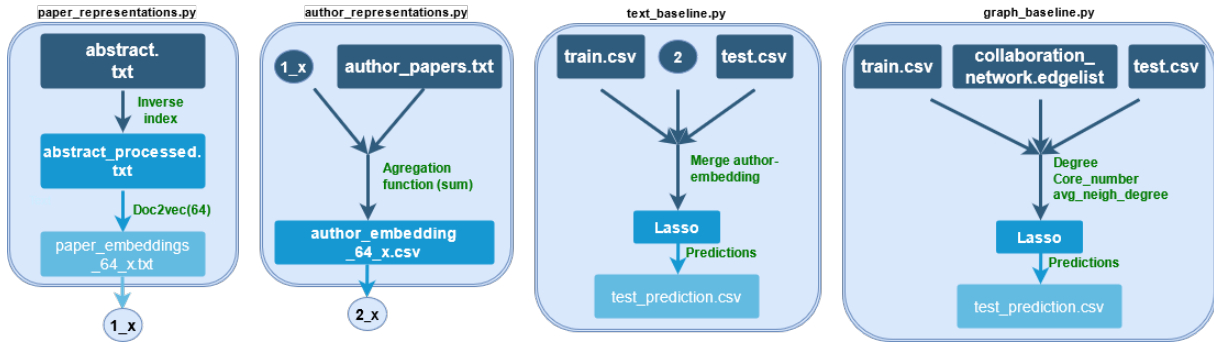 paper_representations.py
abstract.
txt
Inverse
index
abstract_processed.
txt
Doc2vec(64)
paper_embeddings
_64_x.txt
1_x
author_representations.py
1_x
author_papers.txt
Agregation
function (sum)
author_embedding
_64_x.csv
2_x
text_baseline.py
train.csv
2
test.csv
Merge author-
embedding
Lasso
Predictions
test_prediction.csv
graph_baseline.py
train.csv
collaboration_
network.edgelist
test.csv
Degree
Core_number
avg_neigh_degree
Lasso
Predictions
test_prediction.csv